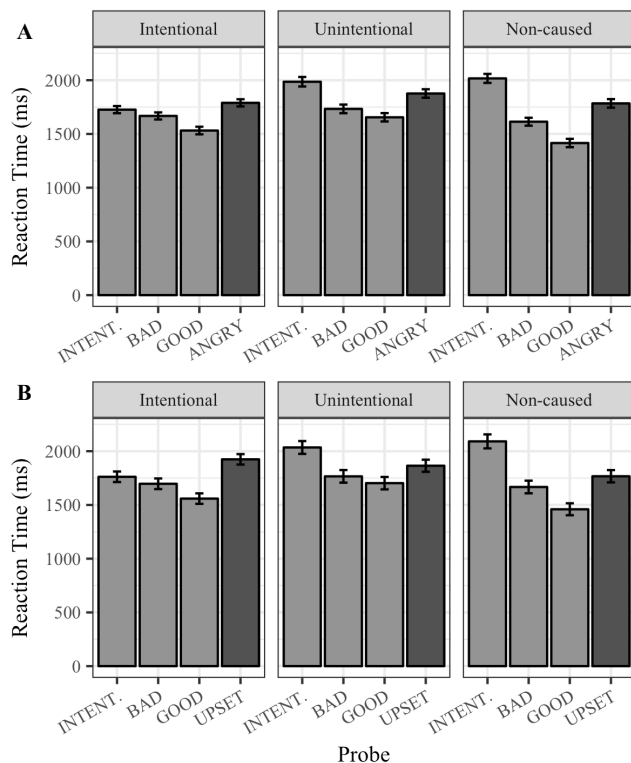 A
Intentional Unintentional Non-caused
Reaction Time (ms)
2000
1500
1000
500
0
INTENT. BAD GOOD ANGRY INTENT. BAD GOOD ANGRY INTENT. BAD GOOD ANGRY
B
Intentional Unintentional Non-caused
Reaction Time (ms)
2000
1500
1000
500
0
INTENT. BAD GOOD UPSET INTENT. BAD GOOD UPSET INTENT. BAD GOOD UPSET
Probe